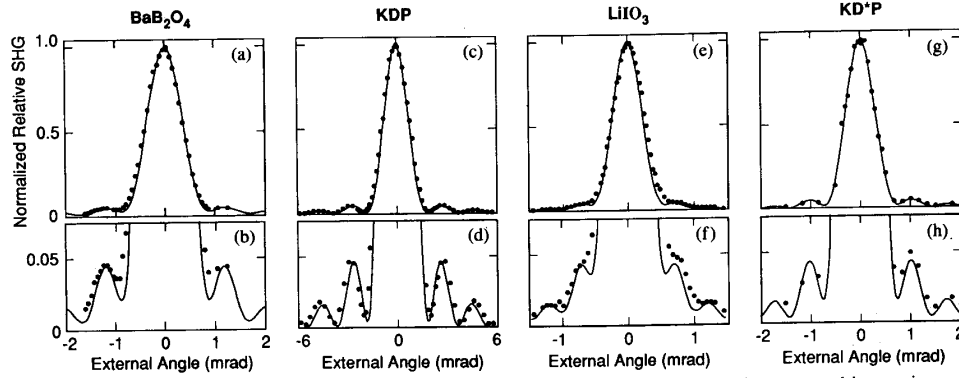 BaB₂O₄ KDP LiIO₃ KD*P
Normalized Relative SHG
1.0 (a) (c) (e) (g)
0.5
0
(b) (d) (f) (h)
0.05
0
-2 -1 0 1 2 -6 0 6 -1 0 1 -2 -1 0 1 2
External Angle (mrad) External Angle (mrad) External Angle (mrad) External Angle (mrad)